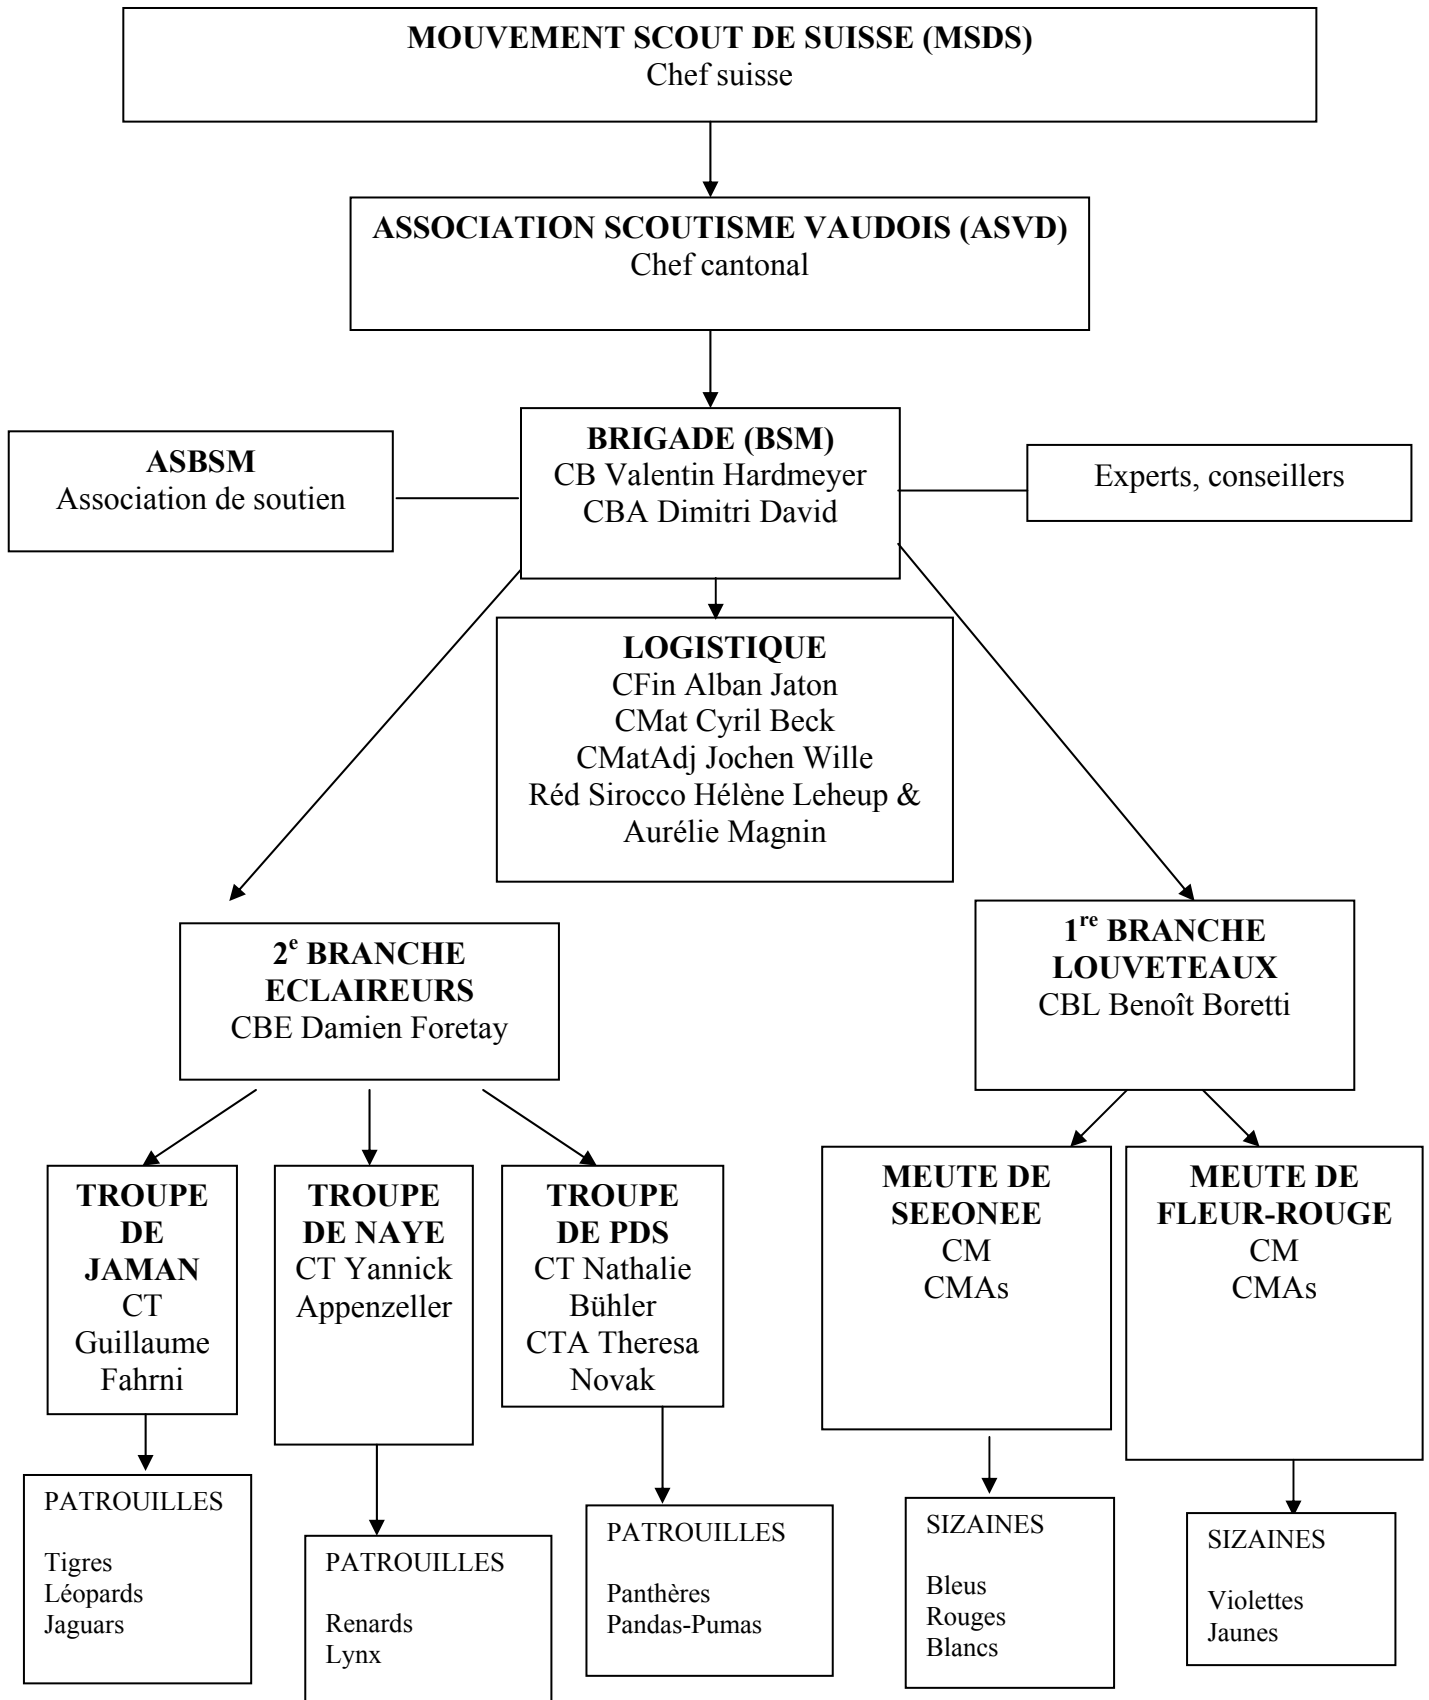 MOUVEMENT SCOUT DE SUISSE (MSDS)
Chef suisse
ASSOCIATION SCOUTISME VAUDOIS (ASVD)
Chef cantonal
ASBSM
Association de soutien
BRIGADE (BSM)
CB Valentin Hardmeyer
CBA Dimitri David
Experts, conseillers
LOGISTIQUE
CFin Alban Jaton
CMat Cyril Beck
CMatAdj Jochen Wille
Réd Sirocco Hélène Leheup &
Aurélie Magnin
2e BRANCHE
ECLAIREURS
CBE Damien Foretay
1re BRANCHE
LOUVETEAUX
CBL Benoît Boretti
TROUPE
DE
JAMAN
CT
Guillaume
Fahrni
TROUPE
DE NAYE
CT Yannick
Appenzeller
TROUPE
DE PDS
CT Nathalie
Bühler
CTA Theresa
Novak
MEUTE DE
SEEONEE
CM
CMAs
MEUTE DE
FLEUR-ROUGE
CM
CMAs
PATROUILLES
Tigres
Léopards
Jaguars
PATROUILLES
Renards
Lynx
PATROUILLES
Panthères
Pandas-Pumas
SIZAINES
Bleus
Rouges
Blancs
SIZAINES
Violettes
Jaunes